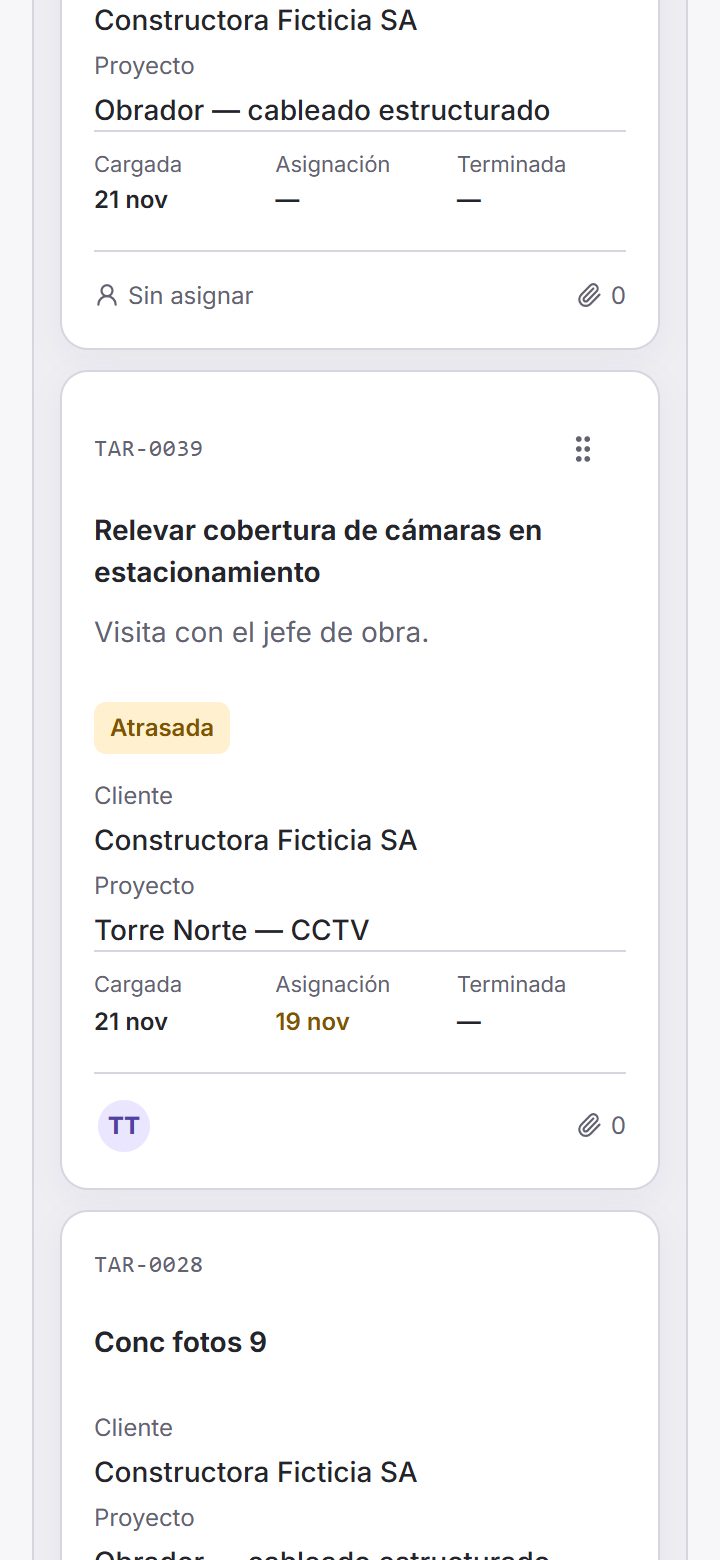 Constructora Ficticia SA
Proyecto
Obrador — cableado estructurado
Cargada Asignación Terminada
21 nov — —
Sin asignar 0
TAR-0039
Relevar cobertura de cámaras en
estacionamiento
Visita con el jefe de obra.
Atrasada
Cliente
Constructora Ficticia SA
Proyecto
Torre Norte — CCTV
Cargada Asignación Terminada
21 nov 19 nov —
TT 0
TAR-0028
Conc fotos 9
Cliente
Constructora Ficticia SA
Proyecto
Obrador — cableado estructurado